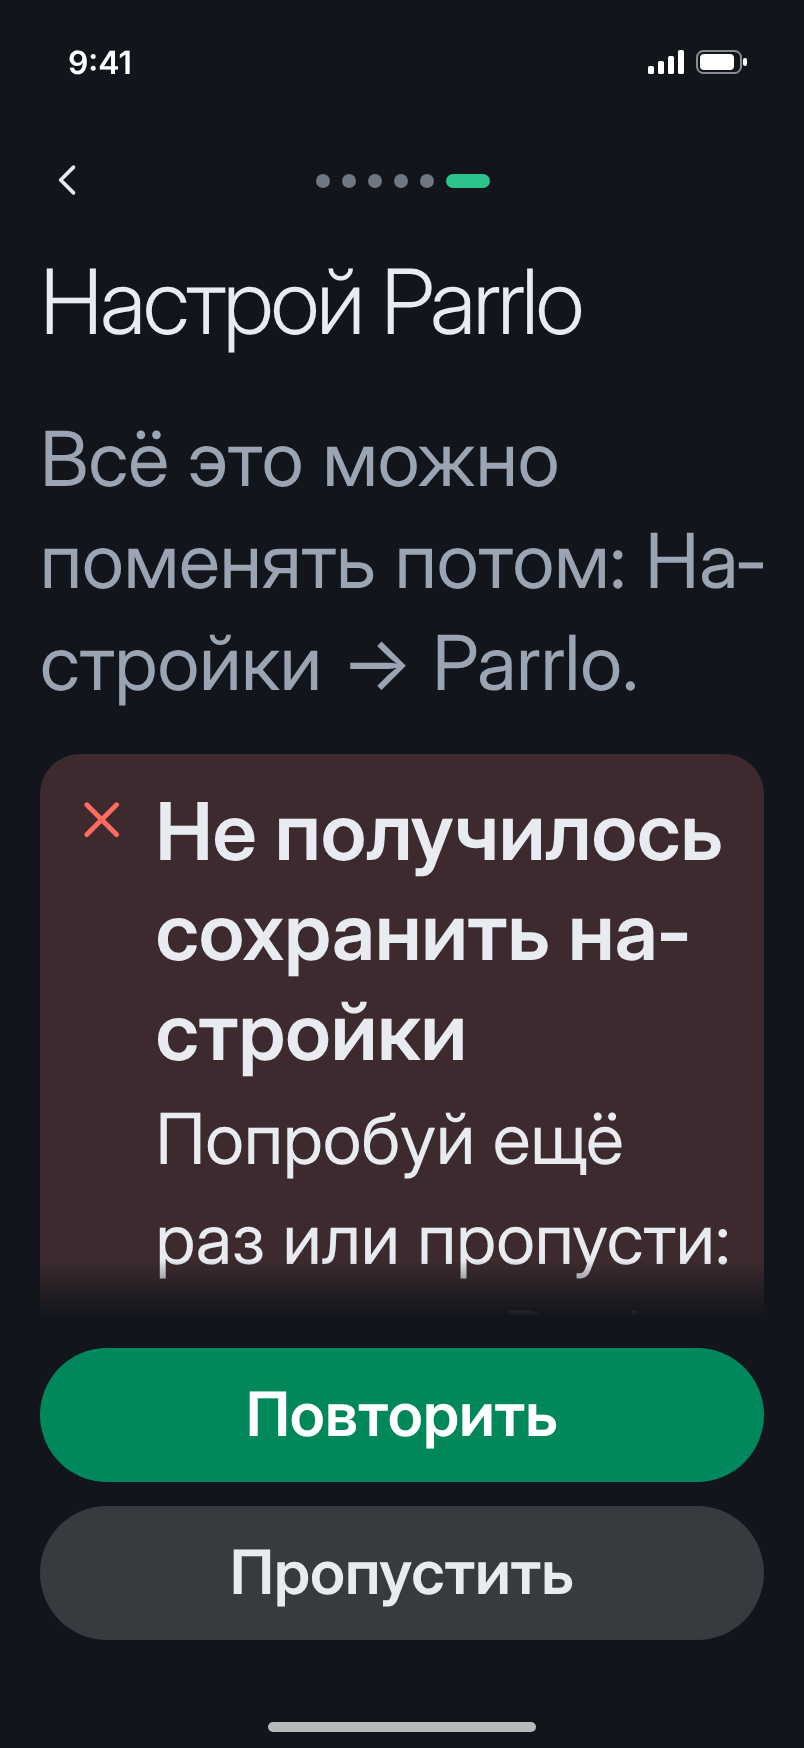 9:41
Настрой Parrlo
Всё это можно
поменять потом: На-
стройки → Parrlo.
Не получилось
сохранить на-
стройки
Попробуй ещё
раз или пропусти:
Повторить
Пропустить